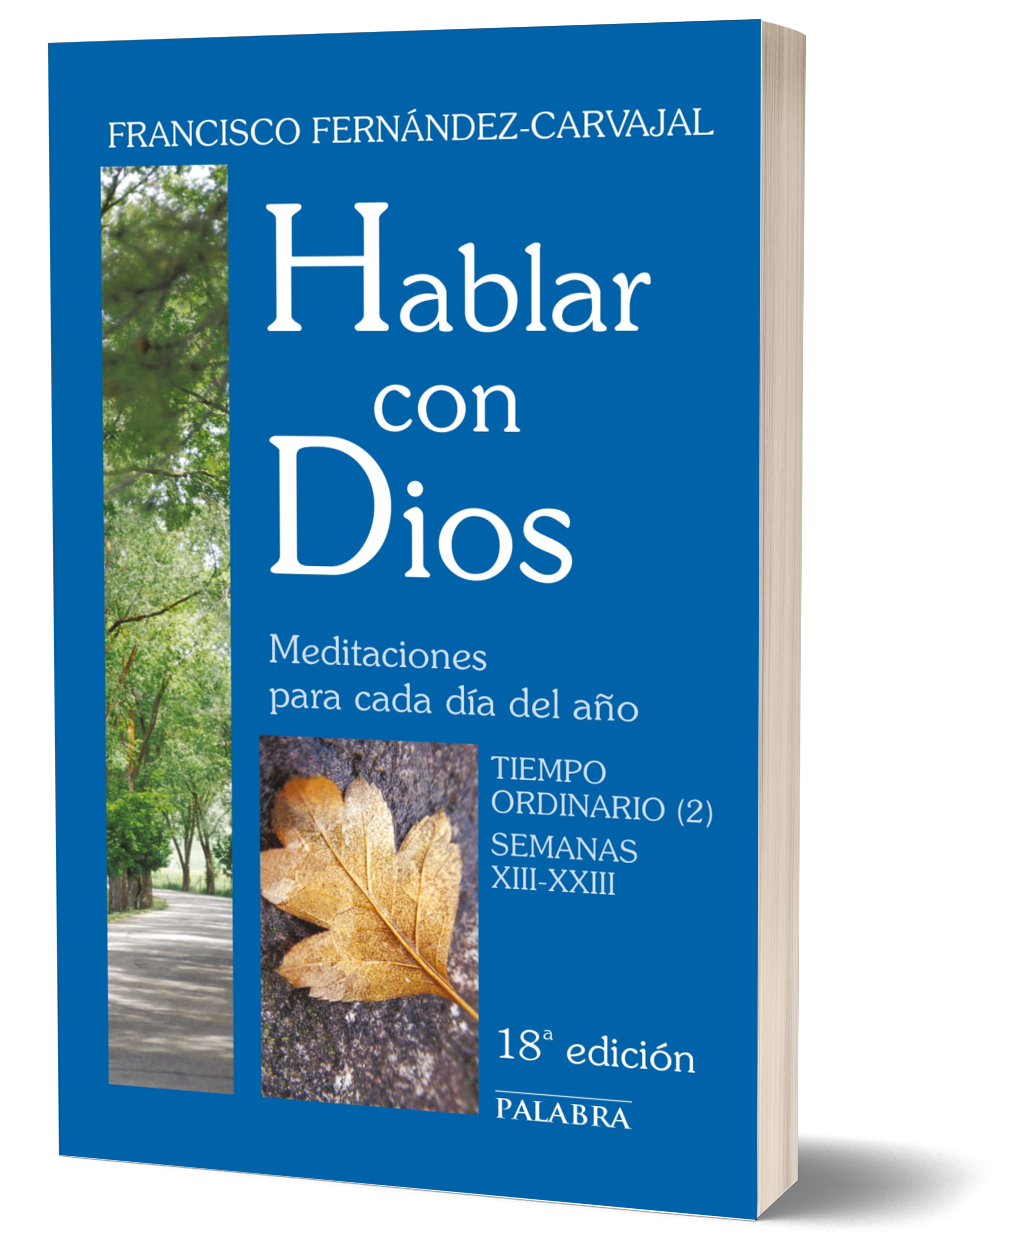 FRANCISCO FERNÁNDEZ-CARVAJAL
Hablar
con
Dios
Meditaciones
para cada día del año
TIEMPO
ORDINARIO (2)
SEMANAS
XIII-XXIII
18ª edición
PALABRA